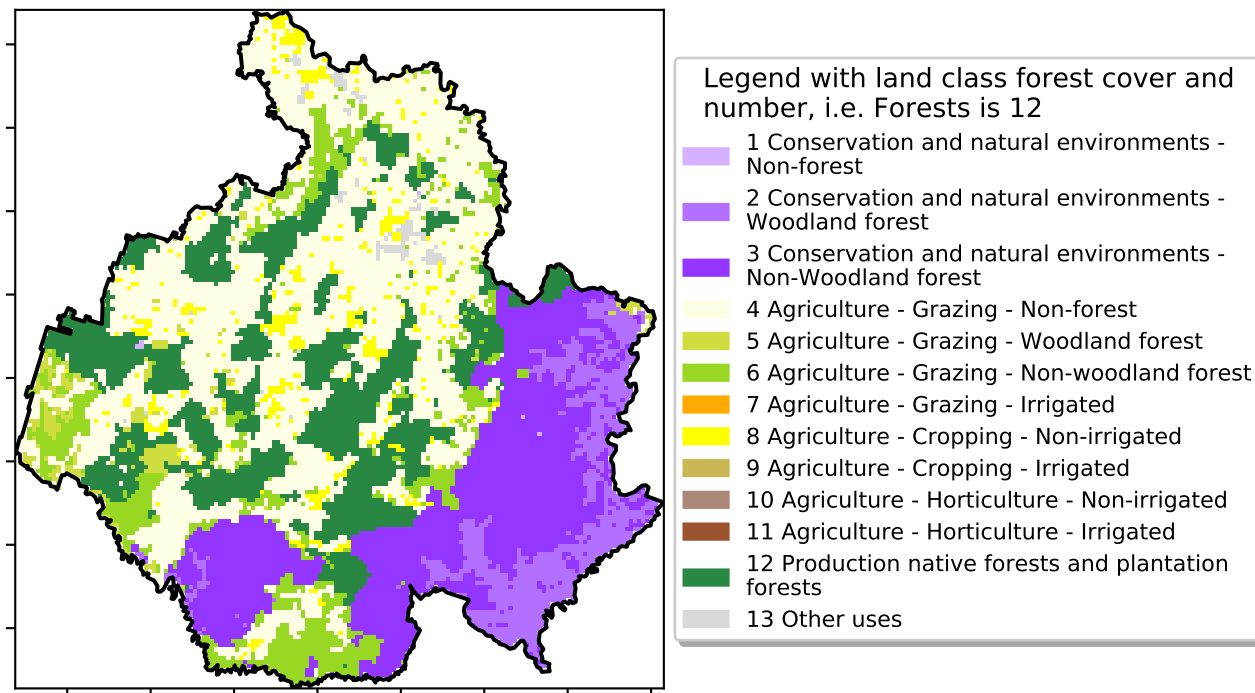 Legend with land class forest cover and
number, i.e. Forests is 12
1 Conservation and natural environments -
Non-forest
2 Conservation and natural environments -
Woodland forest
3 Conservation and natural environments -
Non-Woodland forest
4 Agriculture - Grazing - Non-forest
5 Agriculture - Grazing - Woodland forest
6 Agriculture - Grazing - Non-woodland forest
7 Agriculture - Grazing - Irrigated
8 Agriculture - Cropping - Non-irrigated
9 Agriculture - Cropping - Irrigated
10 Agriculture - Horticulture - Non-irrigated
11 Agriculture - Horticulture - Irrigated
12 Production native forests and plantation
forests
13 Other uses